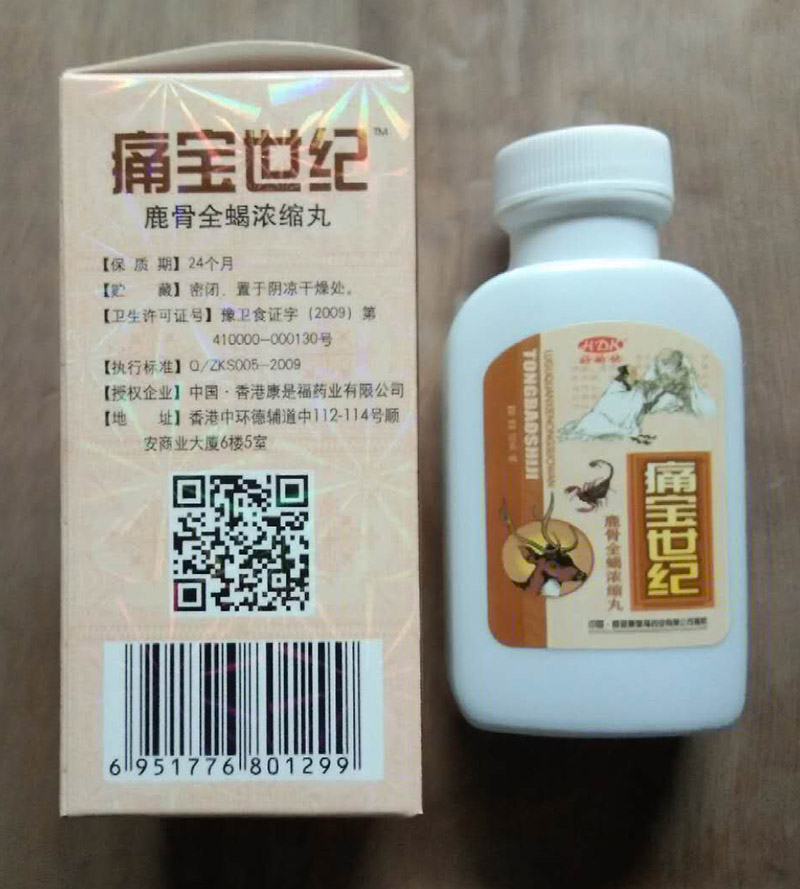 痛宝世纪™
鹿骨全蝎浓缩丸
【保 质 期】24个月
【贮 藏】密闭、置于阴凉干燥处。
【卫生许可证号】豫卫食证字（2009）第
410000-000130号
【执行标准】Q/ZKS005-2009
【授权企业】中国·香港康是福药业有限公司
【地 址】香港中环德辅道中112-114号顺
安商业大厦6楼5室
6 951776 801299
HDK
TONGBAOSHIJI
痛宝世纪
鹿骨全蝎浓缩丸